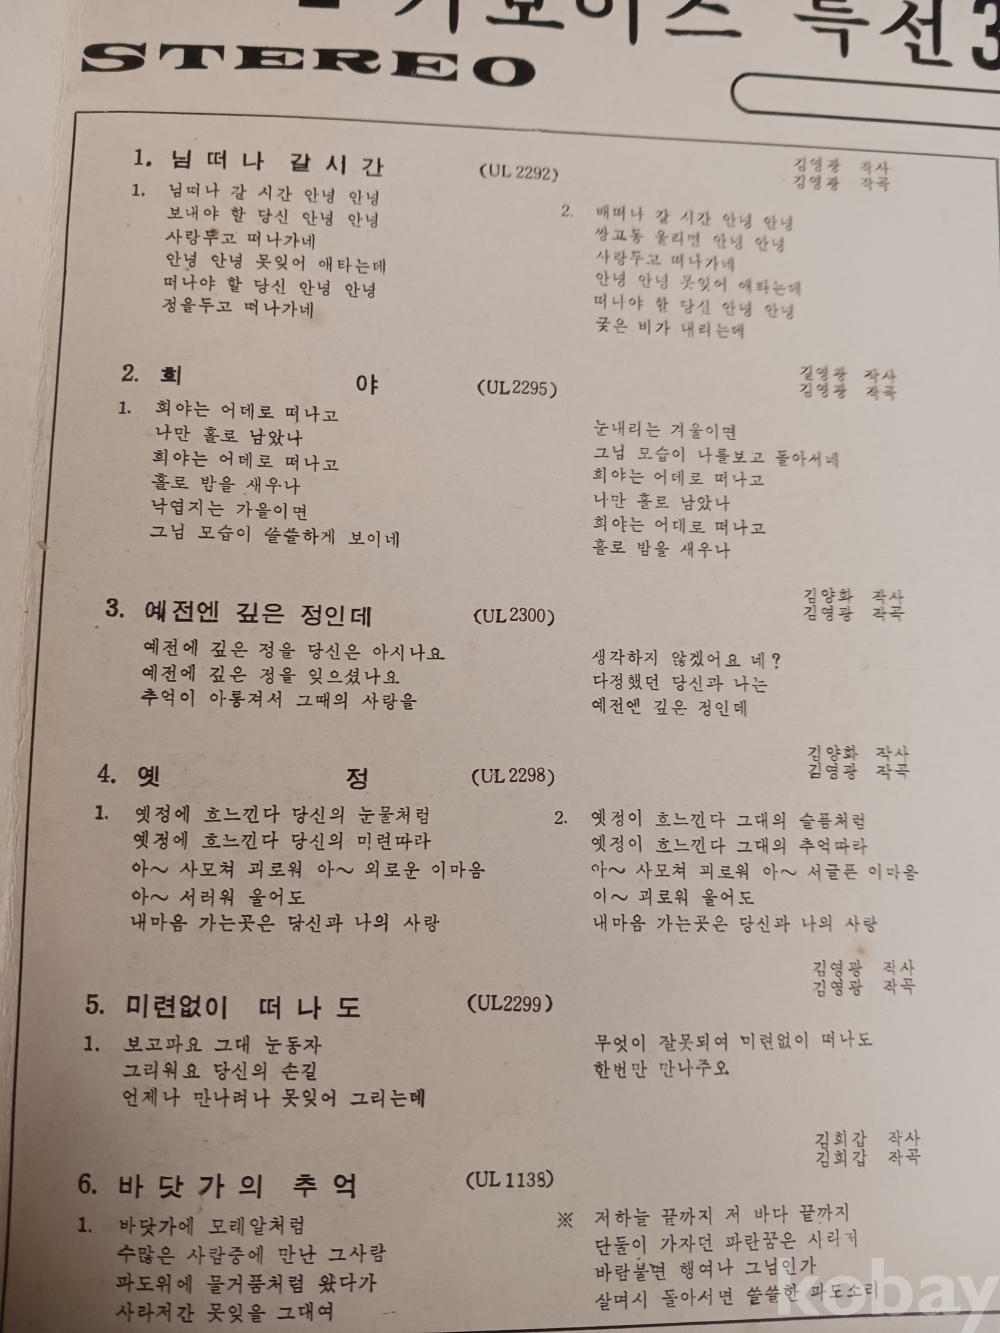 키보이스 특선 3
STEREO
1. 님 떠 나 갈 시 간 (UL 2292)
김영광 작사
김영광 작곡
1. 님떠나 갈 시간 안녕 안녕
보내야 할 당신 안녕 안녕
사랑두고 떠나가네
안녕 안녕 못잊어 애타는데
떠나야 할 당신 안녕 안녕
정을두고 떠나가네
2. 배떠나 갈 시간 안녕 안녕
쌍고동 울리면 안녕 안녕
사랑두고 떠나가네
안녕 안녕 못잊어 애타는데
떠나야 할 당신 안녕 안녕
궂은 비가 내리는데
2. 희 야 (UL 2295)
김영광 작사
김영광 작곡
1. 희야는 어데로 떠나고
나만 홀로 남았나
희야는 어데로 떠나고
홀로 밤을 새우나
낙엽지는 가을이면
그님 모습이 쓸쓸하게 보이네
눈내리는 겨울이면
그님 모습이 나를보고 돌아서네
희야는 어데로 떠나고
나만 홀로 남았나
희야는 어데로 떠나고
홀로 밤을 새우나
3. 예전엔 깊은 정인데 (UL 2300)
김양화 작사
김영광 작곡
예전에 깊은 정을 당신은 아시나요
예전에 깊은 정을 잊으셨나요
추억이 아롱져서 그때의 사랑을
생각하지 않겠어요 네?
다정했던 당신과 나는
예전엔 깊은 정인데
4. 옛 정 (UL 2298)
김양화 작사
김영광 작곡
1. 옛정에 흐느낀다 당신의 눈물처럼
옛정에 흐느낀다 당신의 미련따라
아～ 사모쳐 괴로워 아～ 외로운 이마음
아～ 서러워 울어도
내마음 가는곳은 당신과 나의 사랑
2. 옛정이 흐느낀다 그대의 슬픔처럼
옛정이 흐느낀다 그대의 추억따라
아～ 사모쳐 괴로워 아～ 서글픈 이마음
이～ 괴로워 울어도
내마음 가는곳은 당신과 나의 사랑
5. 미련없이 떠 나 도 (UL2299)
김영광 작사
김영광 작곡
1. 보고파요 그대 눈동자
그리워요 당신의 손길
언제나 만나려나 못잊어 그리는데
무엇이 잘못되여 미련없이 떠나도
한번만 만나주오
6. 바 닷 가 의 추 억 (UL 1138)
김희갑 작사
김희갑 작곡
1. 바닷가에 모래알처럼
수많은 사람중에 만난 그사람
파도위에 물거품처럼 왔다가
사라져간 못잊을 그대여
※ 저하늘 끝까지 저 바다 끝까지
단둘이 가자던 파란꿈은 사라져
바람불면 행여나 그님인가
살며시 돌아서면 쓸쓸한 파도소리
kobay